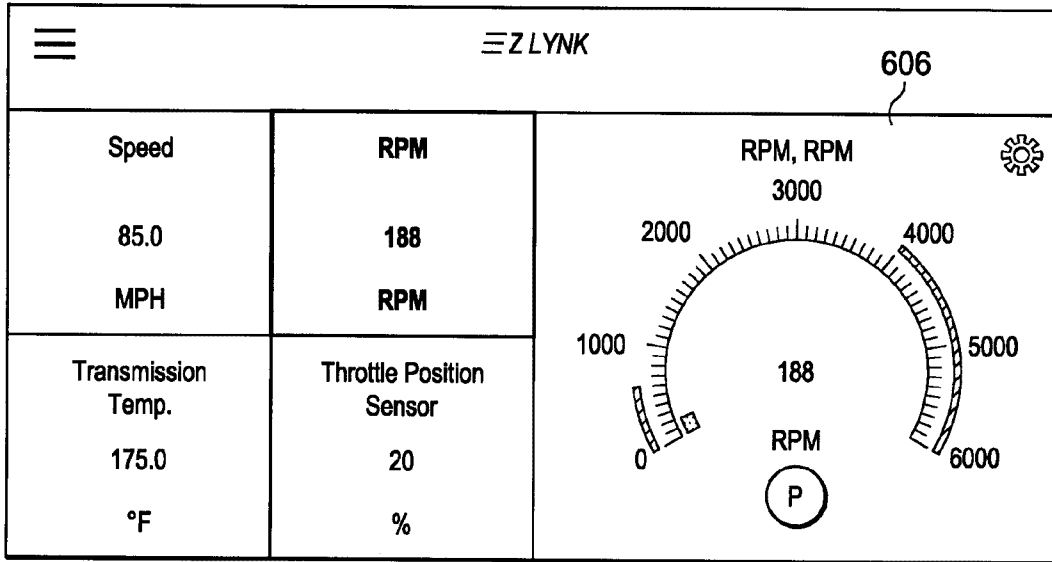 EZ LYNK
606
Speed
85.0
MPH
RPM
188
RPM
Transmission
Temp.
175.0
°F
Throttle Position
Sensor
20
%
RPM, RPM
3000
2000
4000
1000
5000
188
RPM
0
6000
P